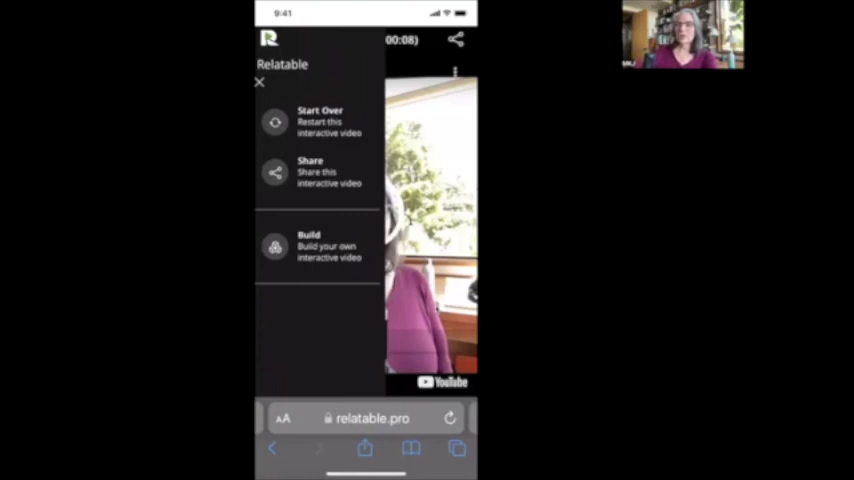 9:41
00:08)
Relatable
Start Over
Restart this
interactive video
Share
Share this
interactive video
Build
Build your own
interactive video
YouTube
AA relatable.pro